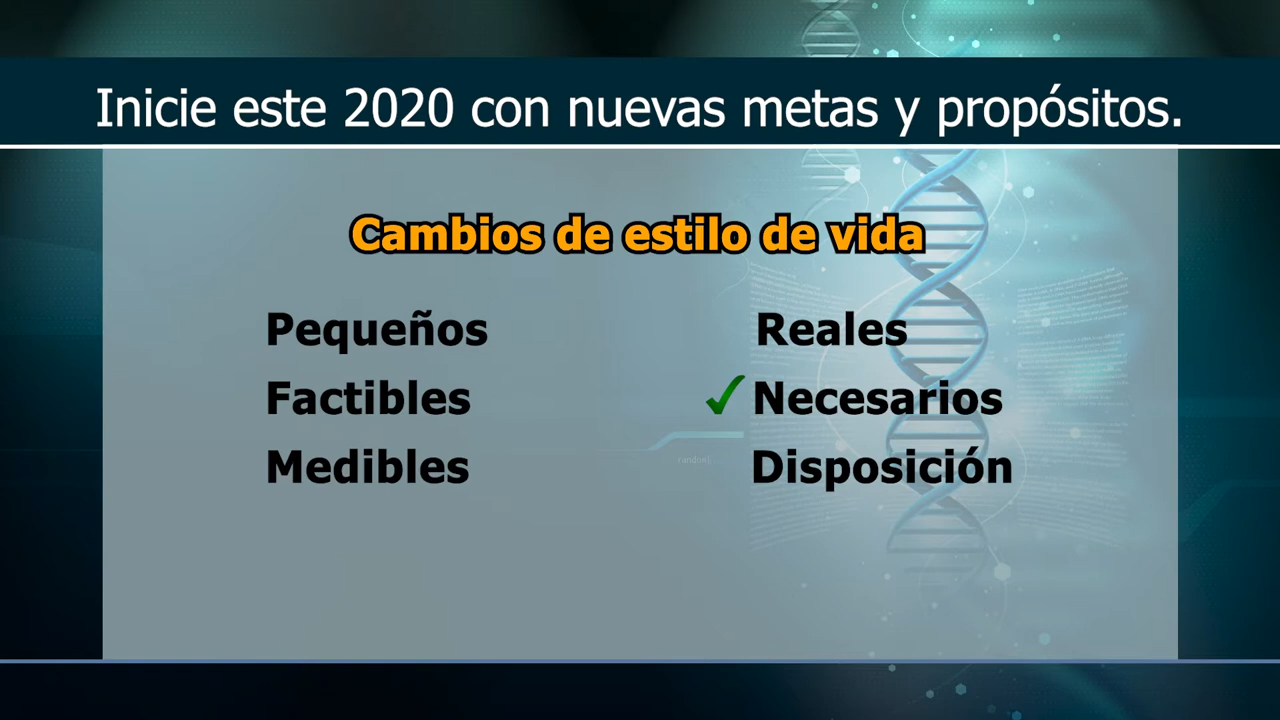 Inicie este 2020 con nuevas metas y propósitos.
Cambios de estilo de vida
Pequeños
Factibles
Medibles
Reales
✓ Necesarios
Disposición